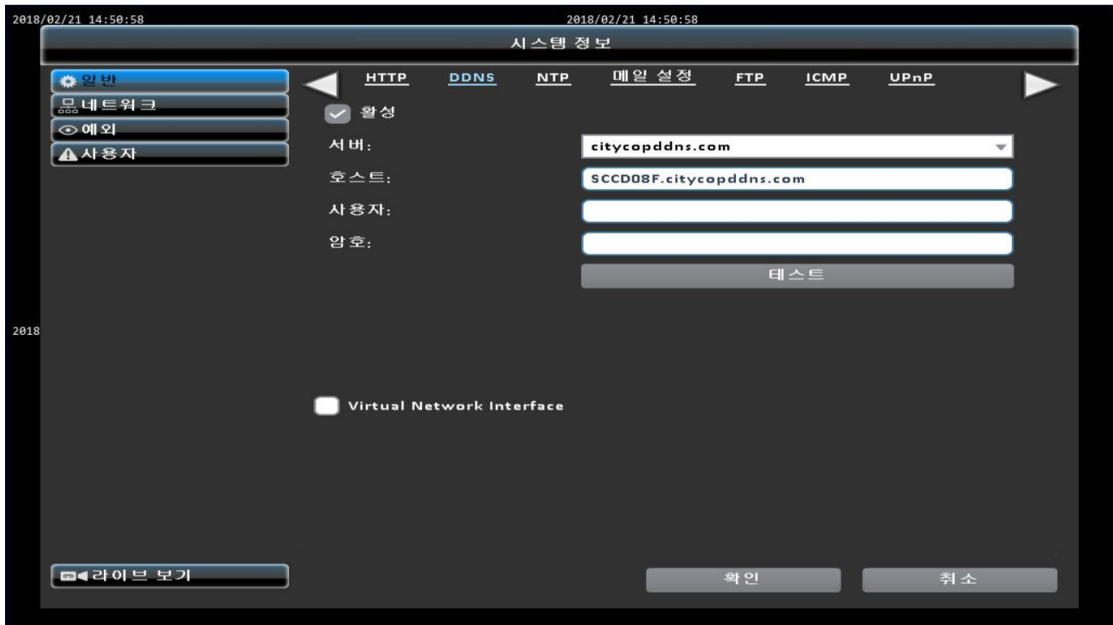 2018/02/21 14:50:58 2018/02/21 14:50:58
시스템 정보
일반
네트워크
예외
사용자
HTTP DDNS NTP 메일 설정 FTP ICMP UPnP
활성
서버: citycopddns.com
호스트: SCCD08F.citycopddns.com
사용자:
암호:
테스트
2018
Virtual Network Interface
라이브 보기
확인 취소